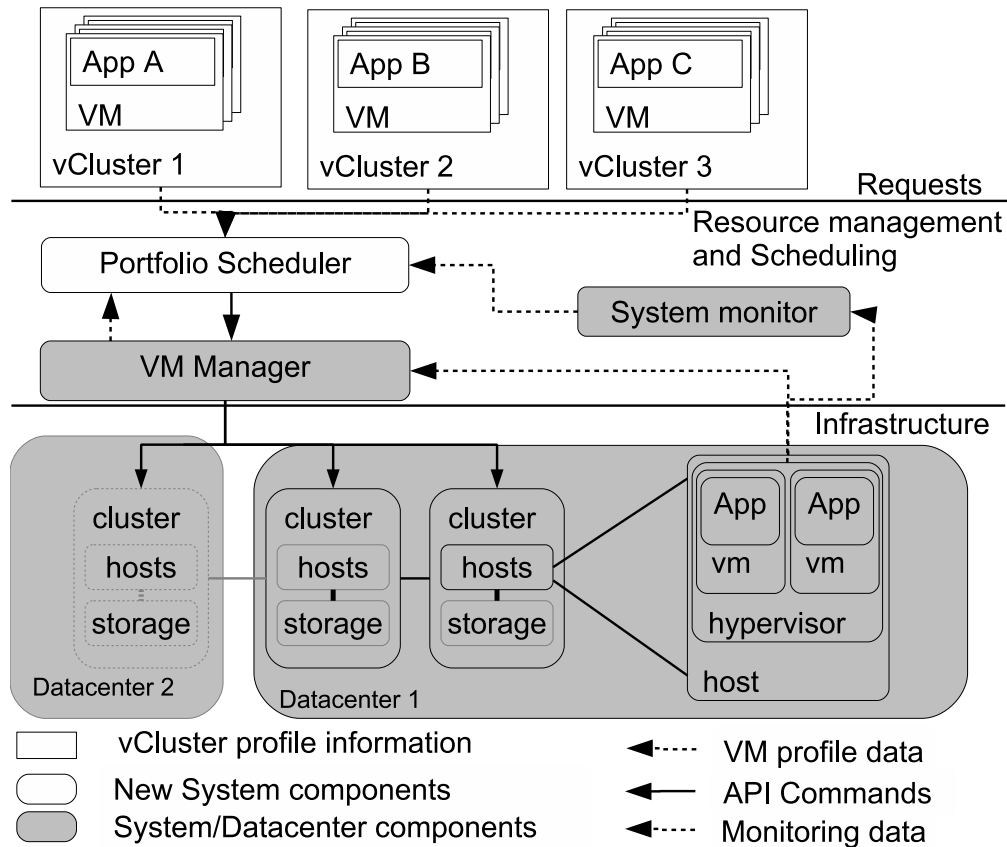 App A
VM
vCluster 1
App B
VM
vCluster 2
App C
VM
vCluster 3
Requests
Resource management
and Scheduling
Portfolio Scheduler
System monitor
VM Manager
Infrastructure
cluster
hosts
storage
Datacenter 2
cluster
hosts
storage
cluster
hosts
storage
Datacenter 1
App
vm
App
vm
hypervisor
host
vCluster profile information
New System components
System/Datacenter components
VM profile data
API Commands
Monitoring data